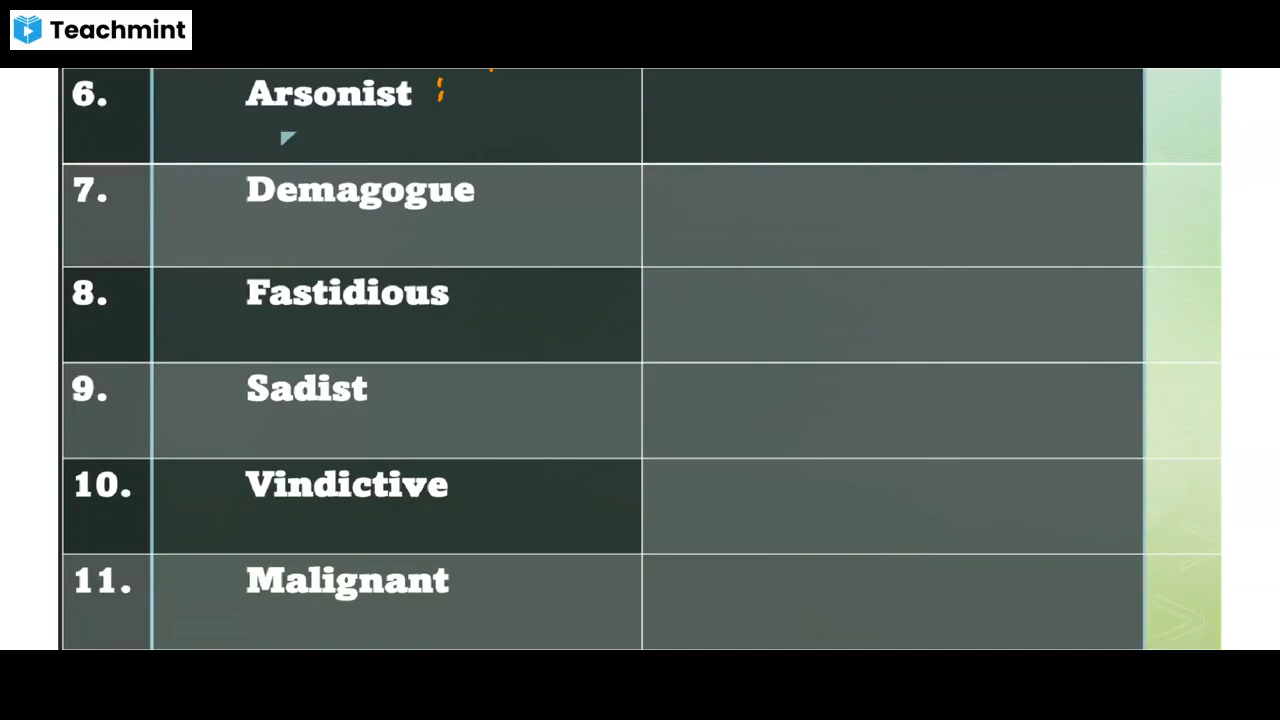 Teachmint
6. Arsonist
7. Demagogue
8. Fastidious
9. Sadist
10. Vindictive
11. Malignant